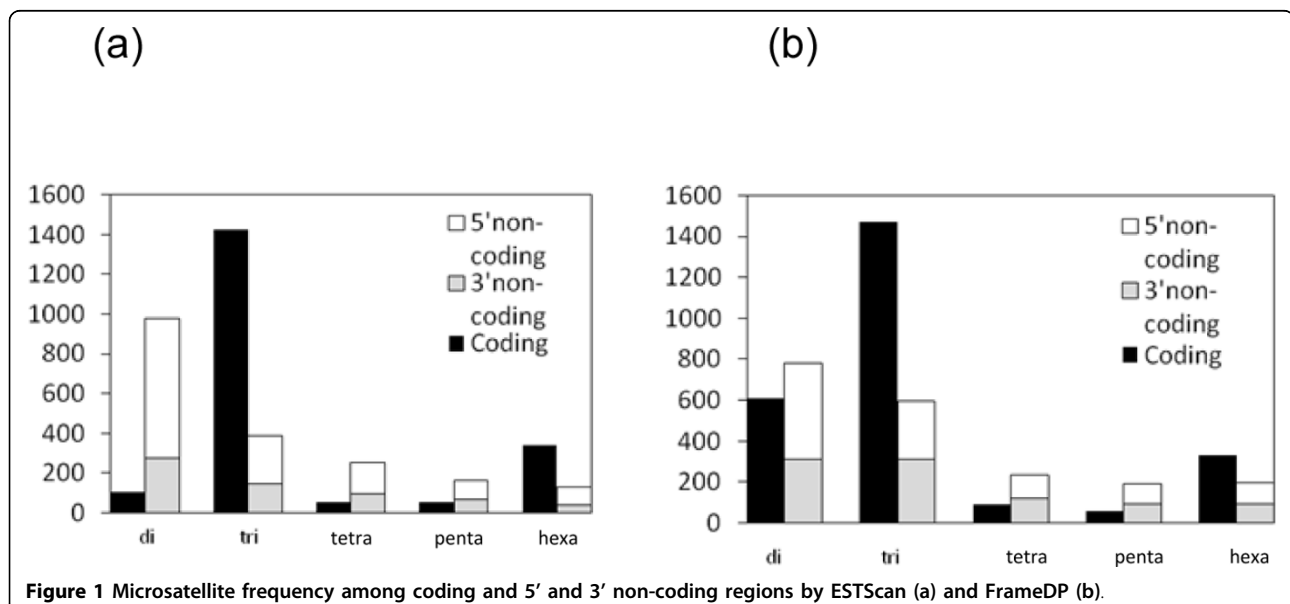 (a)
1600
1400
1200
1000
800
600
400
200
0
5'non-
coding
3'non-
coding
Coding
di tri tetra penta hexa
(b)
1600
1400
1200
1000
800
600
400
200
0
5'non-
coding
3'non-
coding
Coding
di tri tetra penta hexa
Figure 1 Microsatellite frequency among coding and 5′ and 3′ non-coding regions by ESTScan (a) and FrameDP (b).